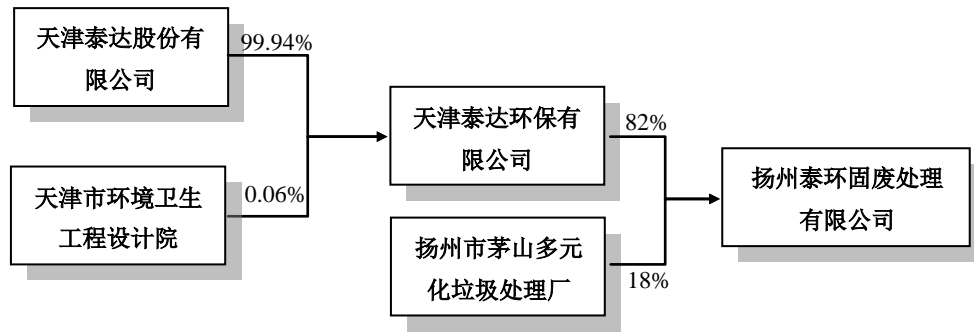 天津泰达股份有
限公司
99.94%
天津市环境卫生
工程设计院
0.06%
天津泰达环保有
限公司
82%
扬州市茅山多元
化垃圾处理厂
18%
扬州泰环固废处理
有限公司